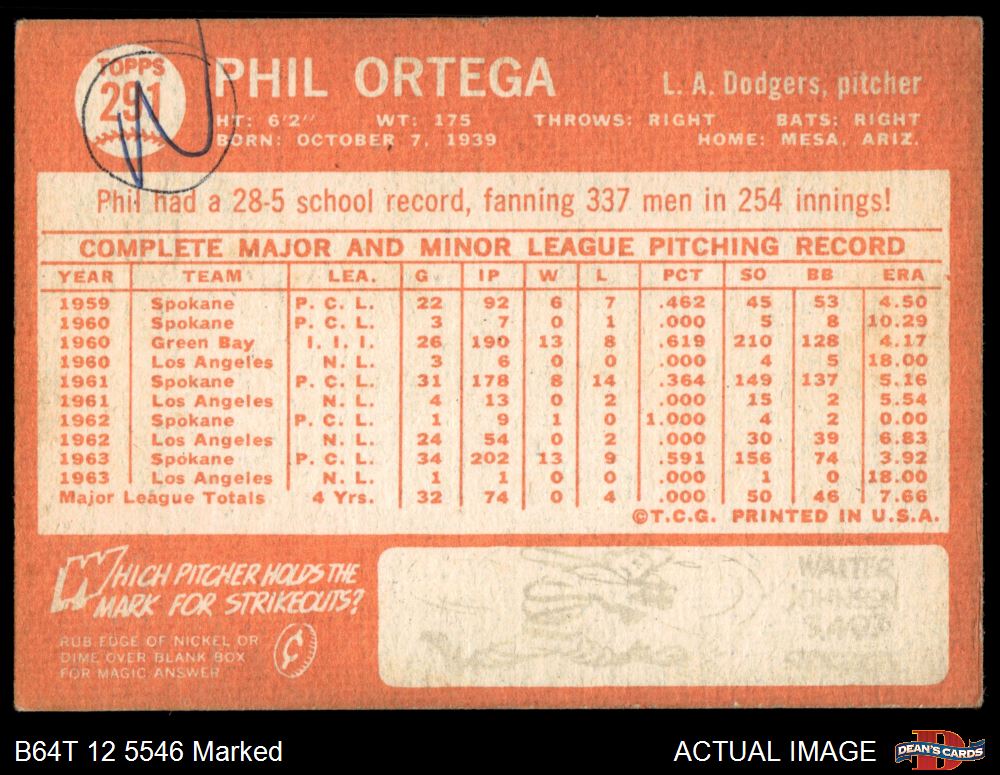 TOPPS
291
PHIL ORTEGA
L. A. Dodgers, pitcher
HT: 6'2" WT: 175 THROWS: RIGHT BATS: RIGHT
BORN: OCTOBER 7, 1939 HOME: MESA, ARIZ.
Phil had a 28-5 school record, fanning 337 men in 254 innings!
COMPLETE MAJOR AND MINOR LEAGUE PITCHING RECORD
YEAR TEAM LEA. G IP W L PCT SO BB ERA
1959 Spokane P. C. L. 22 92 6 7 .462 45 53 4.50
1960 Spokane P. C. L. 3 7 0 1 .000 5 8 10.29
1960 Green Bay I. I. I. 26 190 13 8 .619 210 128 4.17
1960 Los Angeles N. L. 3 6 0 0 .000 4 5 18.00
1961 Spokane P. C. L. 31 178 8 14 .364 149 137 5.16
1961 Los Angeles N. L. 4 13 0 2 .000 15 2 5.54
1962 Spokane P. C. L. 1 9 1 0 1.000 4 2 0.00
1962 Los Angeles N. L. 24 54 0 2 .000 30 39 6.83
1963 Spokane P. C. L. 34 202 13 9 .591 156 74 3.92
1963 Los Angeles N. L. 1 1 0 0 .000 1 0 18.00
Major League Totals 4 Yrs. 32 74 0 4 .000 50 46 7.66
©T.C.G. PRINTED IN U.S.A.
WHICH PITCHER HOLDS THE
MARK FOR STRIKEOUTS?
RUB EDGE OF NICKEL OR
DIME OVER BLANK BOX
FOR MAGIC ANSWER
¢
WALTER
JOHNSON
B64T 12 5546 Marked
ACTUAL IMAGE
DEAN'S CARDS